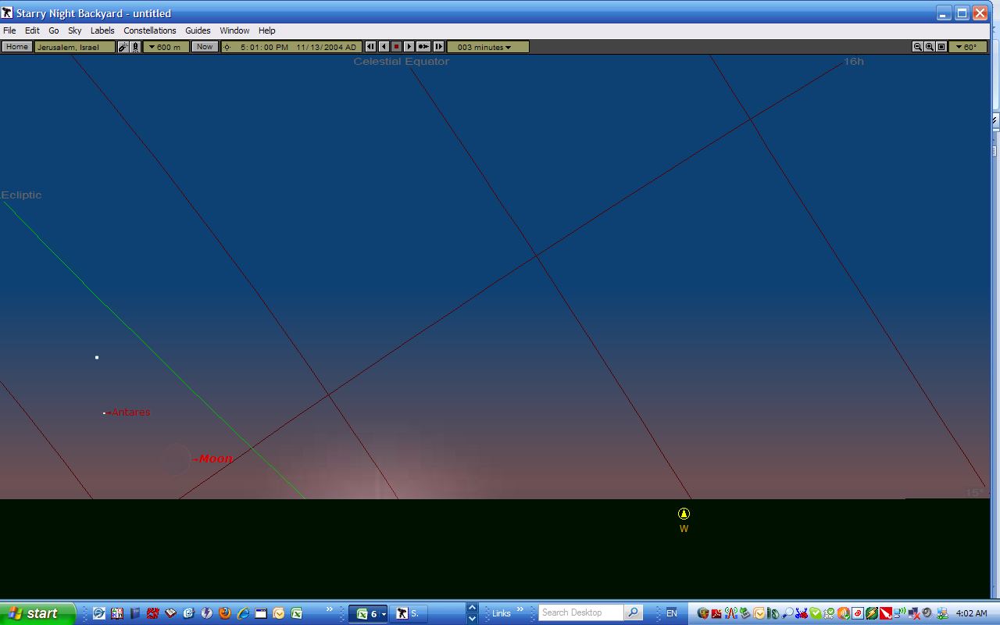 Starry Night Backyard - untitled
File Edit Go Sky Labels Constellations Guides Window Help
Home Jerusalem, Israel 600 m Now 5:01:00 PM 11/13/2004 AD 003 minutes 60°
Celestial Equator 16h
Ecliptic
Antares
Moon
15°
W
start 6 S. Links Search Desktop EN 4:02 AM